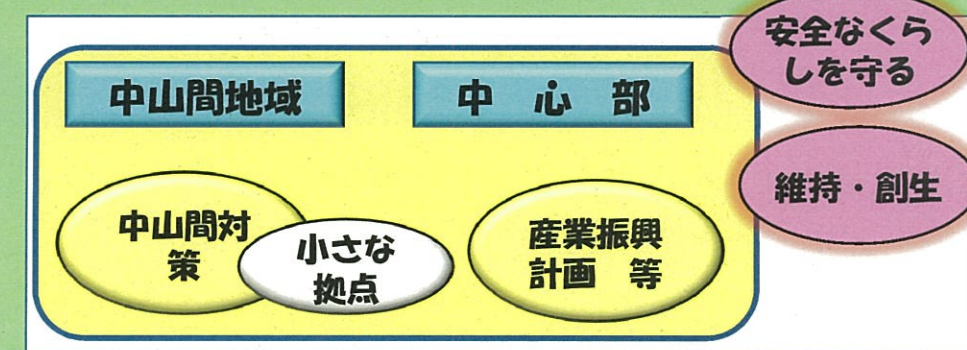 安全なくら
しを守る
中山間地域
中 心 部
維持・創生
中山間対
策
小さな
拠点
産業振興
計画 等